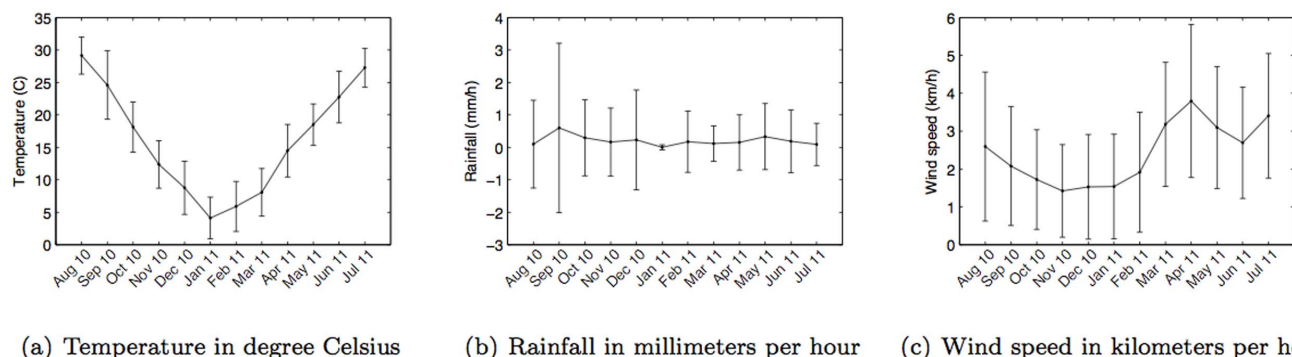 35
30
25
20
15
10
5
0
Temperature (C)
Aug 10 Sep 10 Oct 10 Nov 10 Dec 10 Jan 11 Feb 11 Mar 11 Apr 11 May 11 Jun 11 Jul 11
(a) Temperature in degree Celsius
4
3
2
1
0
−1
−2
−3
Rainfall (mm/h)
Aug 10 Sep 10 Oct 10 Nov 10 Dec 10 Jan 11 Feb 11 Mar 11 Apr 11 May 11 Jun 11 Jul 11
(b) Rainfall in millimeters per hour
6
5
4
3
2
1
0
Wind speed (km/h)
Aug 10 Sep 10 Oct 10 Nov 10 Dec 10 Jan 11 Feb 11 Mar 11 Apr 11 May 11 Jun 11 Jul 11
(c) Wind speed in kilometers per